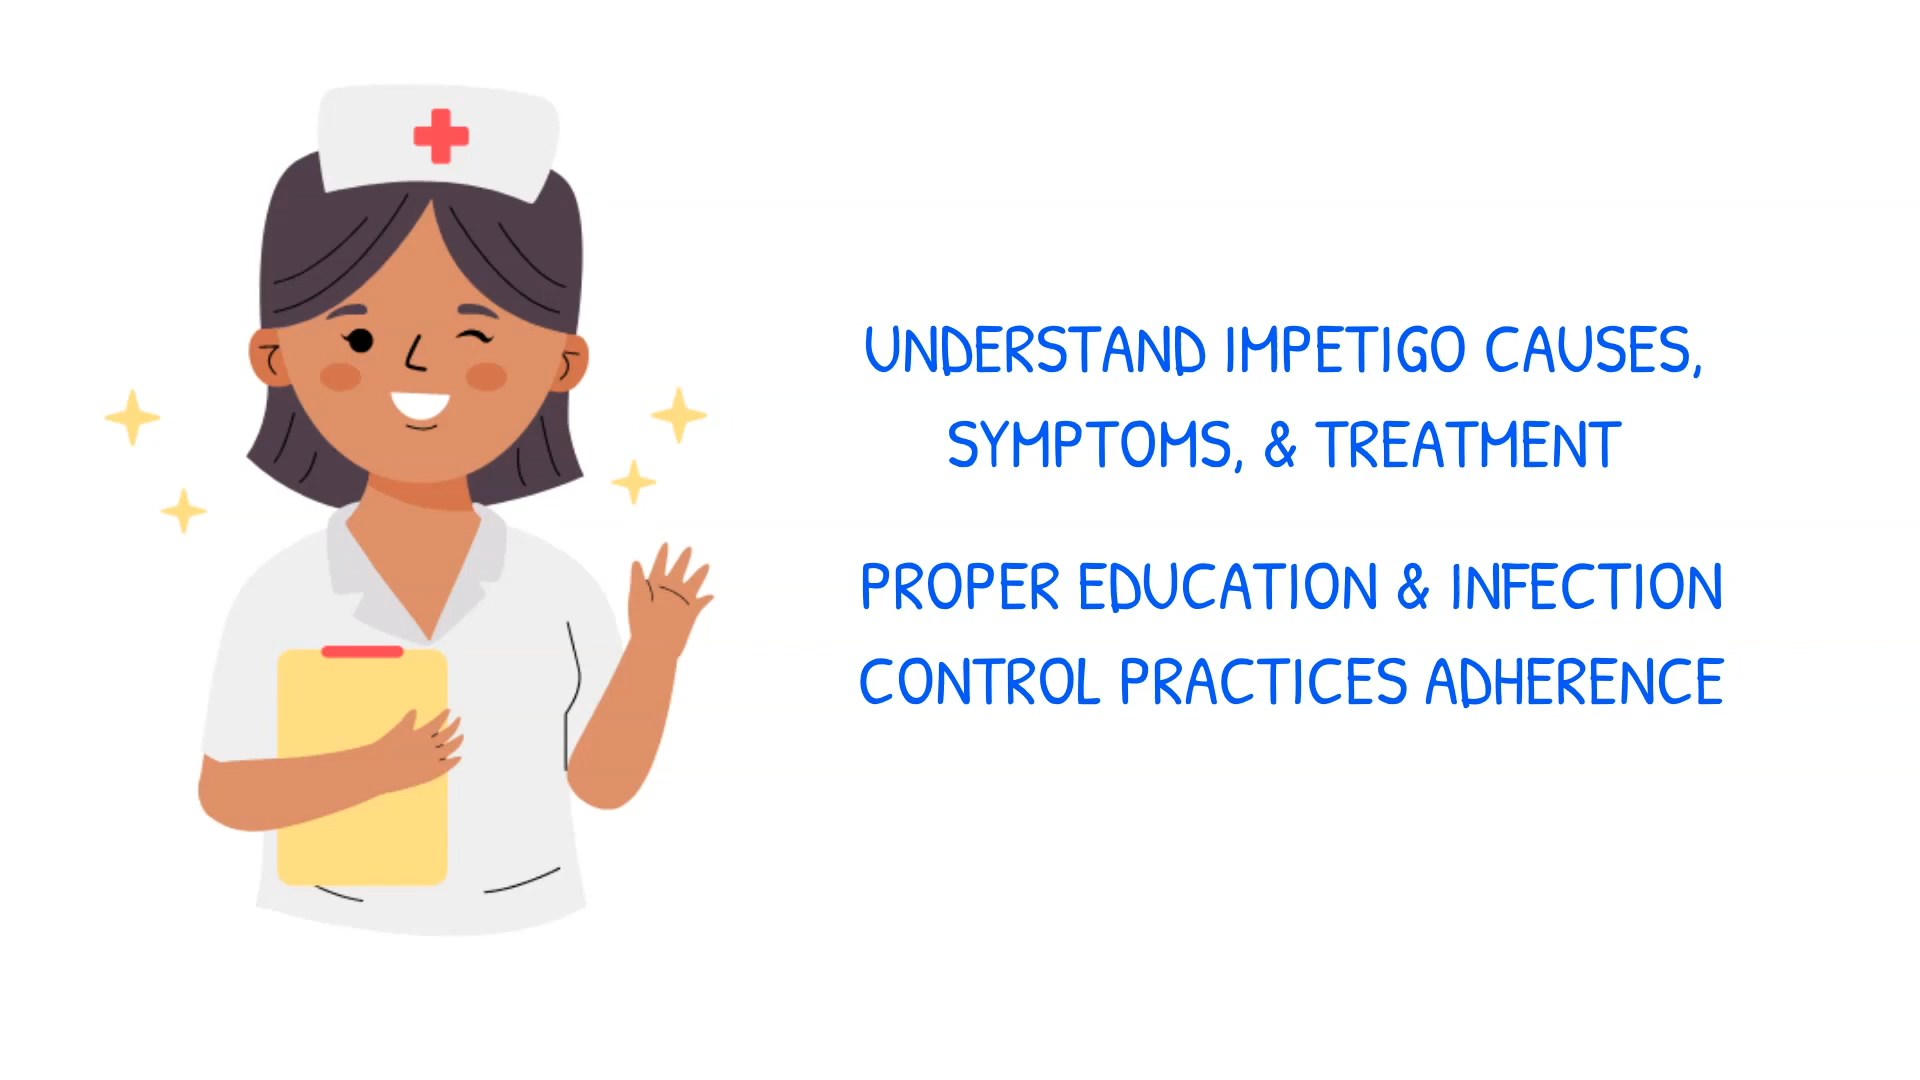 UNDERSTAND IMPETIGO CAUSES,
SYMPTOMS, & TREATMENT
PROPER EDUCATION & INFECTION
CONTROL PRACTICES ADHERENCE